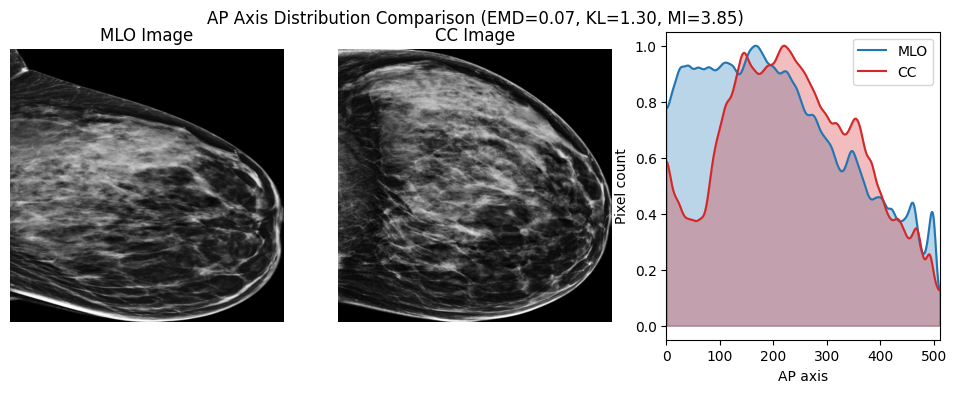 AP Axis Distribution Comparison (EMD=0.07, KL=1.30, MI=3.85)
MLO Image
CC Image
MLO
CC
Pixel count
1.0
0.8
0.6
0.4
0.2
0.0
0 100 200 300 400 500
AP axis